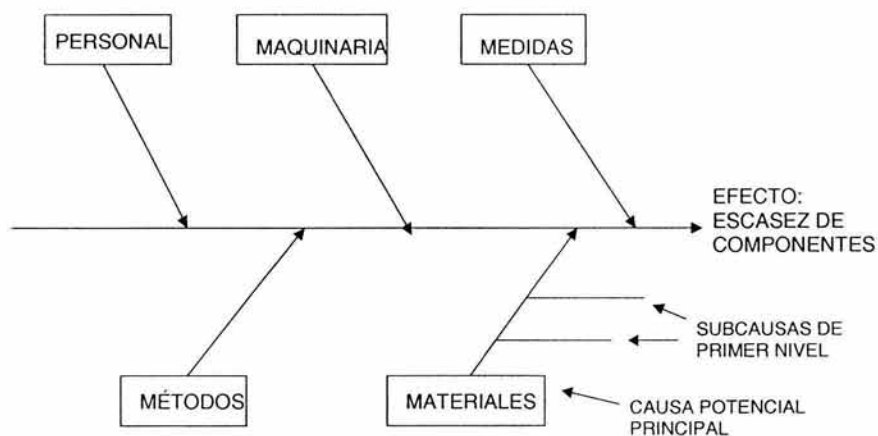 PERSONAL
MAQUINARIA
MEDIDAS
EFECTO:
ESCASEZ DE
COMPONENTES
SUBCAUSAS DE
PRIMER NIVEL
MÉTODOS
MATERIALES
CAUSA POTENCIAL
PRINCIPAL